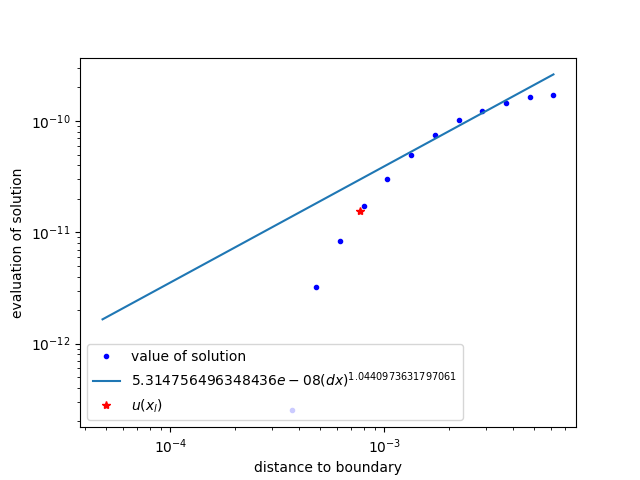 evaluation of solution
10⁻¹⁰
10⁻¹¹
10⁻¹²
value of solution
5.314756496348436e − 08(dx)¹·⁰⁴⁴⁰⁹⁷³⁶³¹⁷⁹⁷⁰⁶¹
u(xₗ)
10⁻⁴
10⁻³
distance to boundary